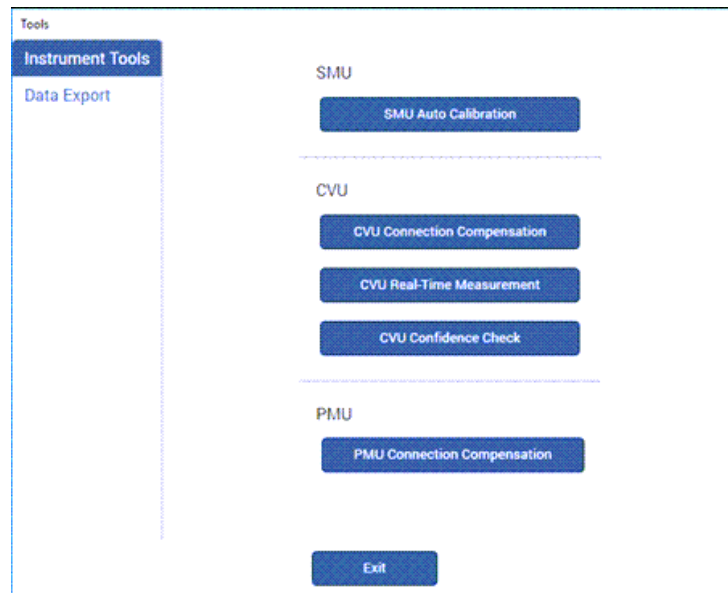 Tools
Instrument Tools
Data Export
SMU
SMU Auto Calibration
CVU
CVU Connection Compensation
CVU Real-Time Measurement
CVU Confidence Check
PMU
PMU Connection Compensation
Exit